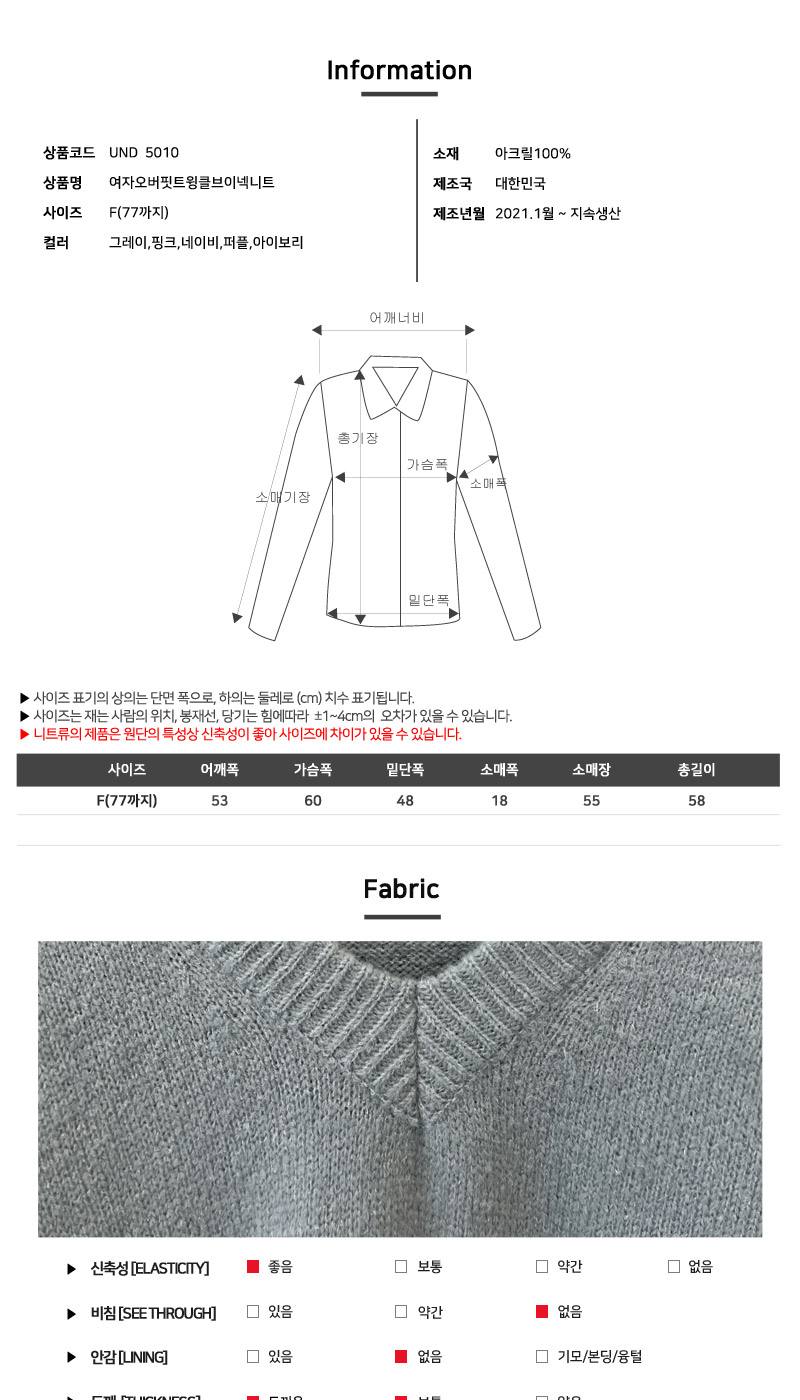 Information
상품코드 UND 5010
상품명 여자오버핏트윙클브이넥니트
사이즈 F(77까지)
컬러 그레이,핑크,네이비,퍼플,아이보리
소재 아크릴100%
제조국 대한민국
제조년월 2021.1월 ~ 지속생산
어깨너비
총기장
가슴폭
소매폭
소매기장
밑단폭
▶ 사이즈 표기의 상의는 단면 폭으로, 하의는 둘레로 (cm) 치수 표기됩니다.
▶ 사이즈는 재는 사람의 위치, 봉재선, 당기는 힘에따라 ±1~4cm의 오차가 있을 수 있습니다.
▶ 니트류의 제품은 원단의 특성상 신축성이 좋아 사이즈에 차이가 있을 수 있습니다.
사이즈 어깨폭 가슴폭 밑단폭 소매폭 소매장 총길이
F(77까지) 53 60 48 18 55 58
Fabric
▶ 신축성 [ELASTICITY] ■ 좋음 □ 보통 □ 약간 □ 없음
▶ 비침 [SEE THROUGH] □ 있음 □ 약간 ■ 없음
▶ 안감 [LINING] □ 있음 ■ 없음 □ 기모/본딩/융털